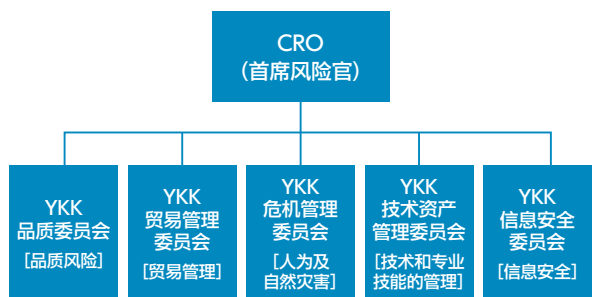 CRO
（首席风险官）
YKK
品质委员会
［品质风险］
YKK
贸易管理
委员会
［贸易管理］
YKK
危机管理
委员会
［人为及
自然灾害］
YKK
技术资产
管理委员会
［技术和专业
技能的管理］
YKK
信息安全
委员会
［信息安全］